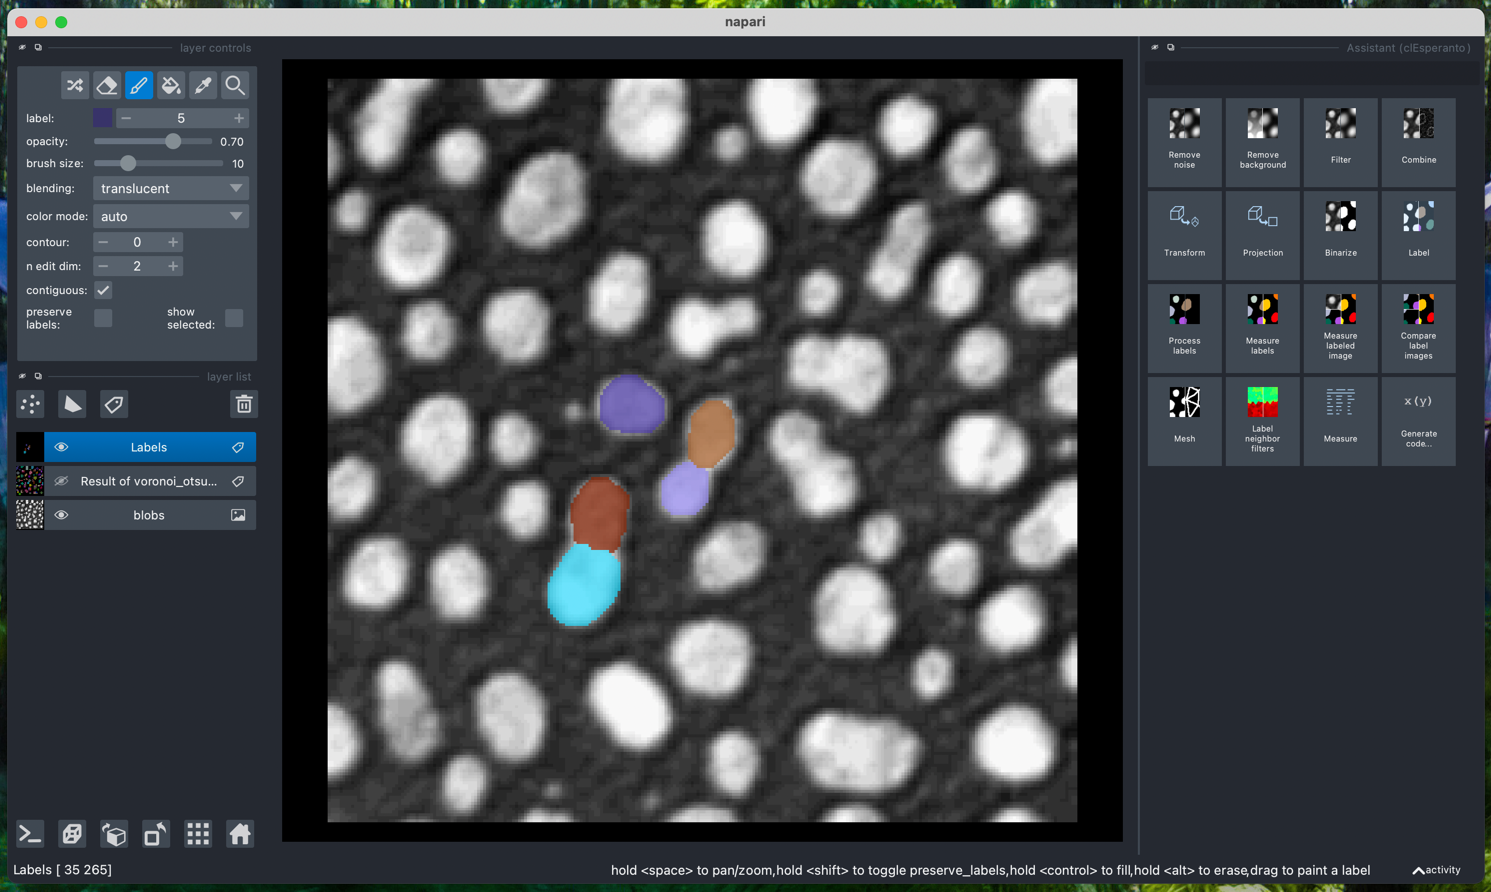 napari
layer controls
label:
5
opacity:
0.70
brush size:
10
blending:
translucent
color mode:
auto
contour:
0
n edit dim:
2
contiguous:
preserve
labels:
show
selected:
layer list
Labels
Result of voronoi_otsu...
blobs
Assistant (clEsperanto)
Remove
noise
Remove
background
Filter
Combine
Transform
Projection
Binarize
Label
Process
labels
Measure
labels
Measure
labeled
image
Compare
label
images
Mesh
Label
neighbor
filters
Measure
x(y)
Generate
code...
Labels [ 35 265]
hold <space> to pan/zoom,hold <shift> to toggle preserve_labels,hold <control> to fill,hold <alt> to erase,drag to paint a label
activity